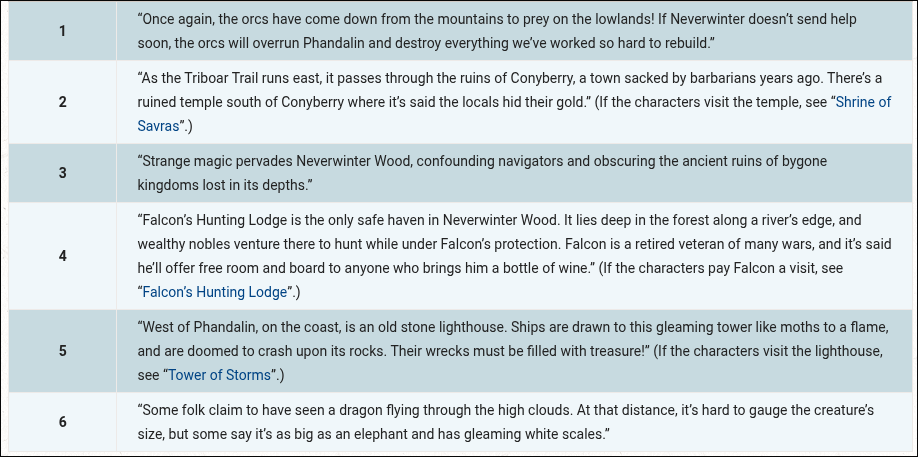 1
“Once again, the orcs have come down from the mountains to prey on the lowlands! If Neverwinter doesn’t send help
soon, the orcs will overrun Phandalin and destroy everything we’ve worked so hard to rebuild.”
2
“As the Triboar Trail runs east, it passes through the ruins of Conyberry, a town sacked by barbarians years ago. There’s a
ruined temple south of Conyberry where it’s said the locals hid their gold.” (If the characters visit the temple, see “Shrine of
Savras”.)
3
“Strange magic pervades Neverwinter Wood, confounding navigators and obscuring the ancient ruins of bygone
kingdoms lost in its depths.”
4
“Falcon’s Hunting Lodge is the only safe haven in Neverwinter Wood. It lies deep in the forest along a river’s edge, and
wealthy nobles venture there to hunt while under Falcon’s protection. Falcon is a retired veteran of many wars, and it’s said
he’ll offer free room and board to anyone who brings him a bottle of wine.” (If the characters pay Falcon a visit, see
“Falcon’s Hunting Lodge”.)
5
“West of Phandalin, on the coast, is an old stone lighthouse. Ships are drawn to this gleaming tower like moths to a flame,
and are doomed to crash upon its rocks. Their wrecks must be filled with treasure!” (If the characters visit the lighthouse,
see “Tower of Storms”.)
6
“Some folk claim to have seen a dragon flying through the high clouds. At that distance, it’s hard to gauge the creature’s
size, but some say it’s as big as an elephant and has gleaming white scales.”